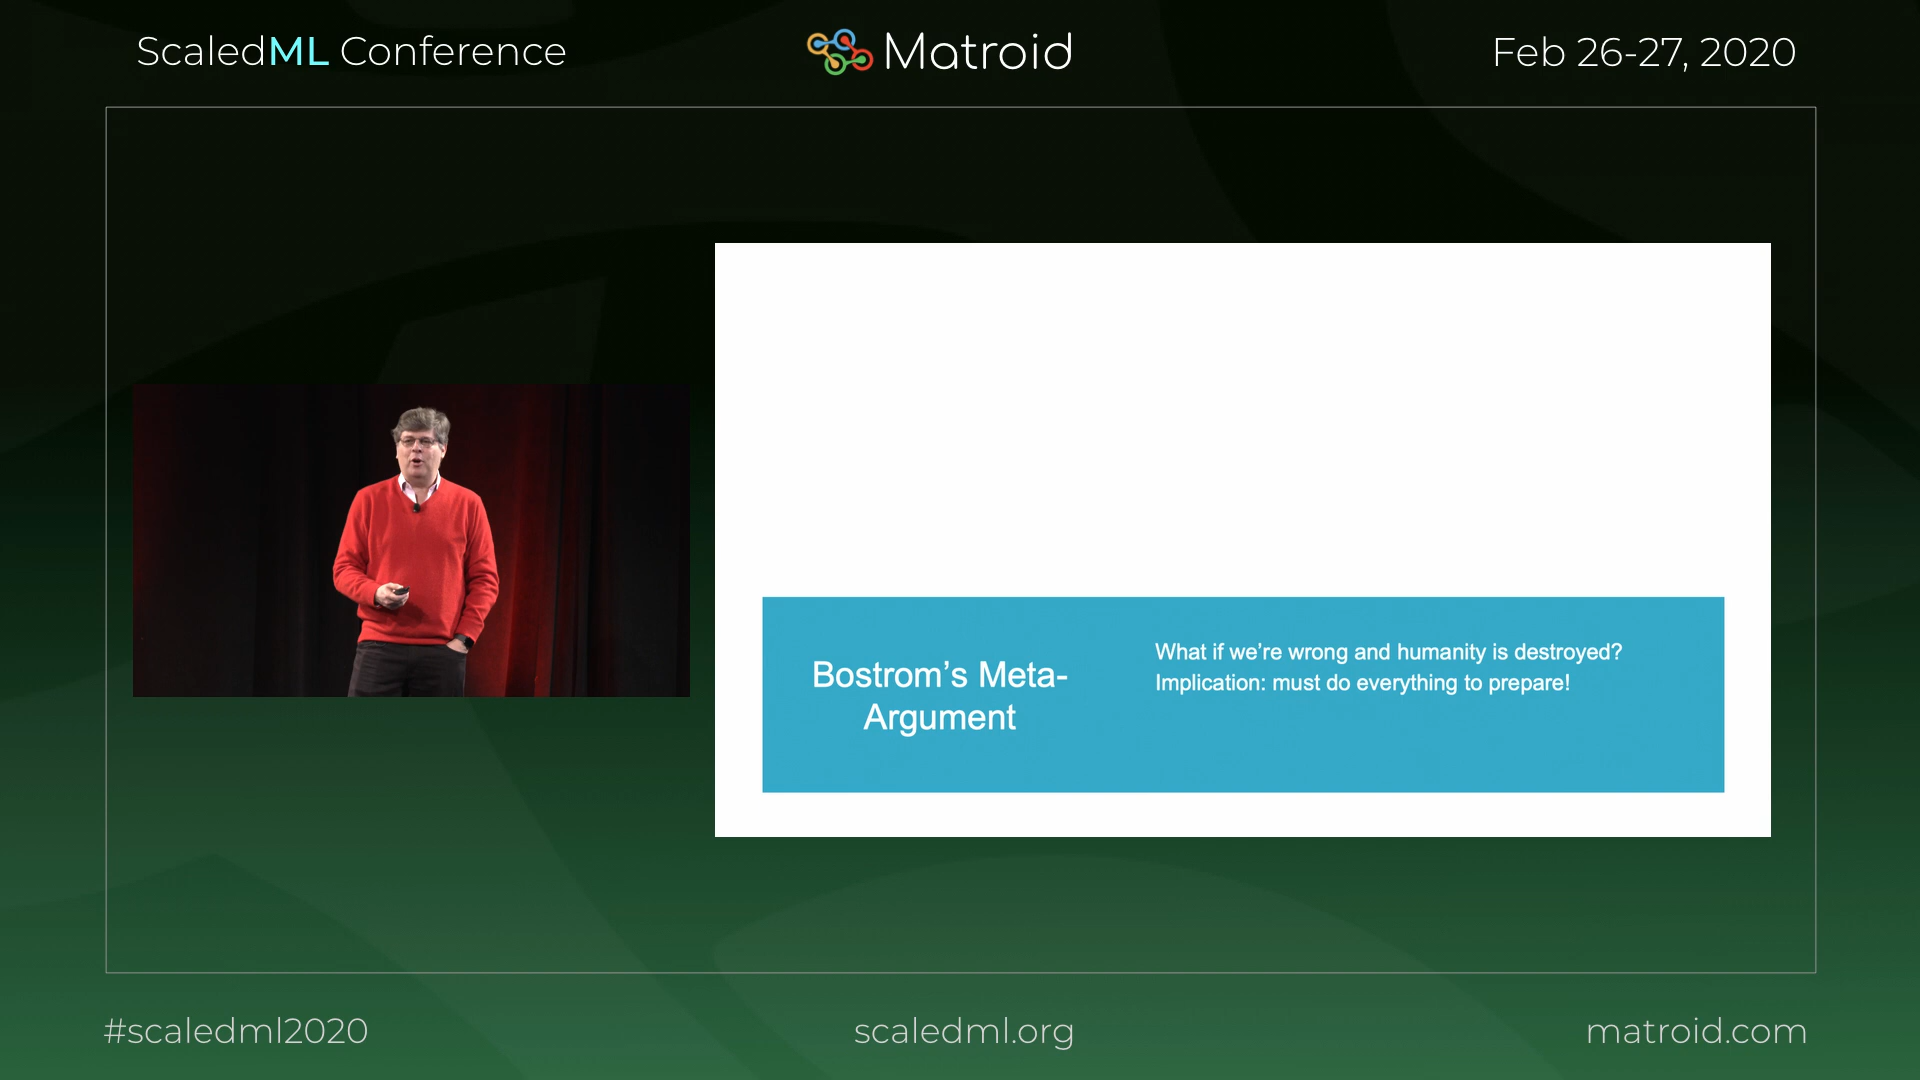 ScaledML Conference
Matroid
Feb 26-27, 2020
Bostrom’s Meta-
Argument
What if we’re wrong and humanity is destroyed?
Implication: must do everything to prepare!
#scaledml2020
scaledml.org
matroid.com